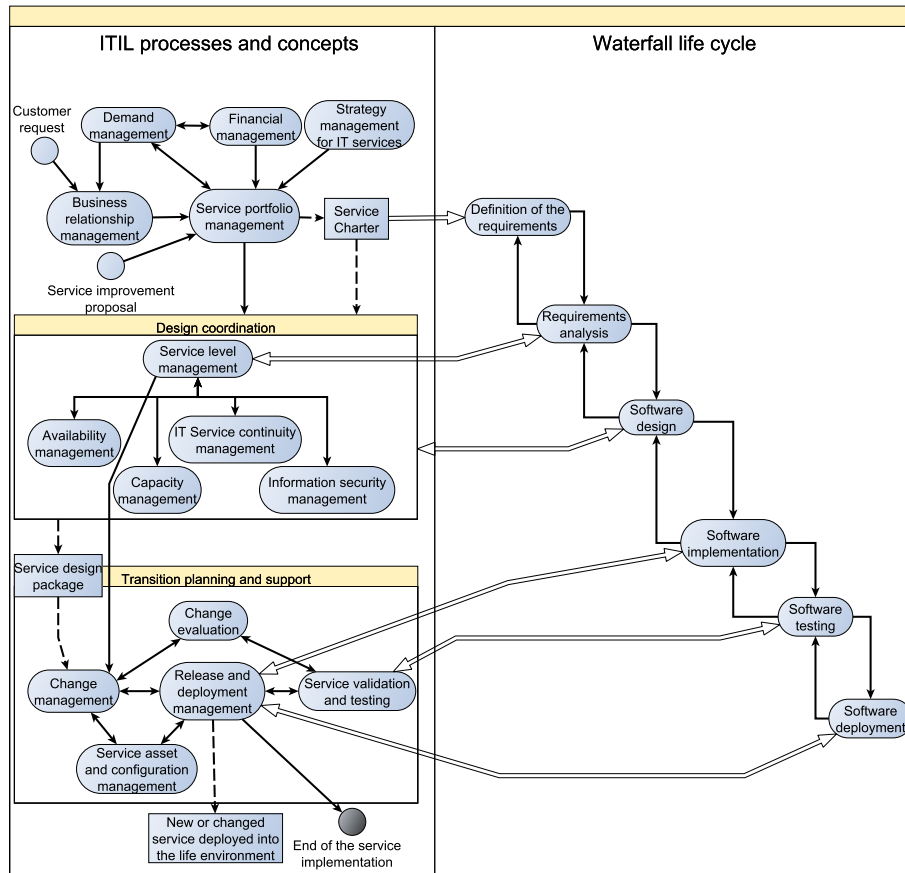 ITIL processes and concepts
Waterfall life cycle
Customer
request
Demand
management
Financial
management
Strategy
management
for IT services
Business
relationship
management
Service portfolio
management
Service
Charter
Definition of the
requirements
Service improvement
proposal
Design coordination
Requirements
analysis
Service level
management
Software
design
Availability
management
IT Service continuity
management
Capacity
management
Information security
management
Software
implementation
Service design
package
Transition planning and support
Change
evaluation
Software
testing
Change
management
Release and
deployment
management
Service validation
and testing
Software
deployment
Service asset
and configuration
management
New or changed
service deployed into
the life environment
End of the service
implementation